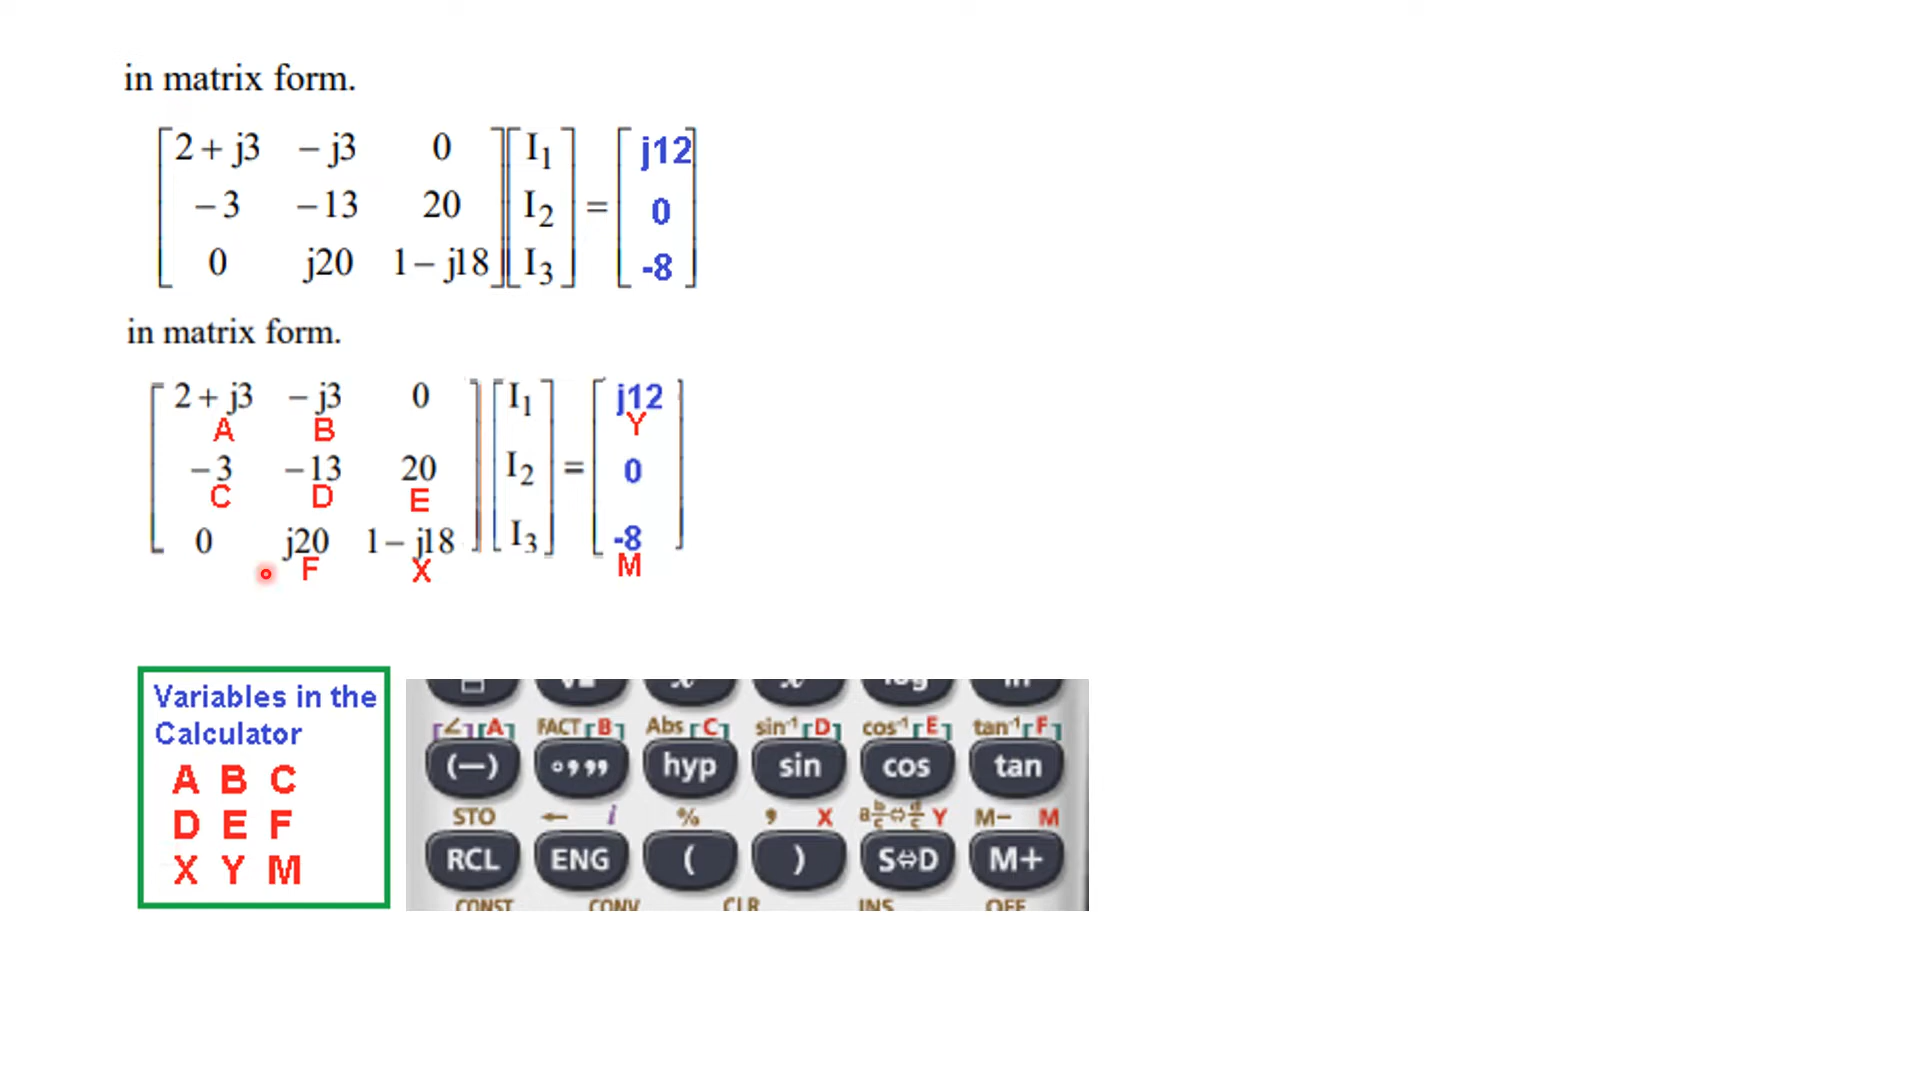 in matrix form.
2 + j3 − j3 0 I1 j12
− 3 − 13 20 I2 = 0
0 j20 1 − j18 I3 -8
in matrix form.
2 + j3 − j3 0 I1 j12
A B Y
− 3 − 13 20 I2 = 0
C D E
0 j20 1 − j18 I3 -8
F X M
Variables in the
Calculator
A B C
D E F
X Y M
log ln
∠ A FACT B Abs C sin⁻¹ D cos⁻¹ E tan⁻¹ F
(−) °,,, hyp sin cos tan
STO ← i % , X a b/c⇔d/c Y M− M
RCL ENG ( ) S⇔D M+
CONST CONV CLR INS OFF